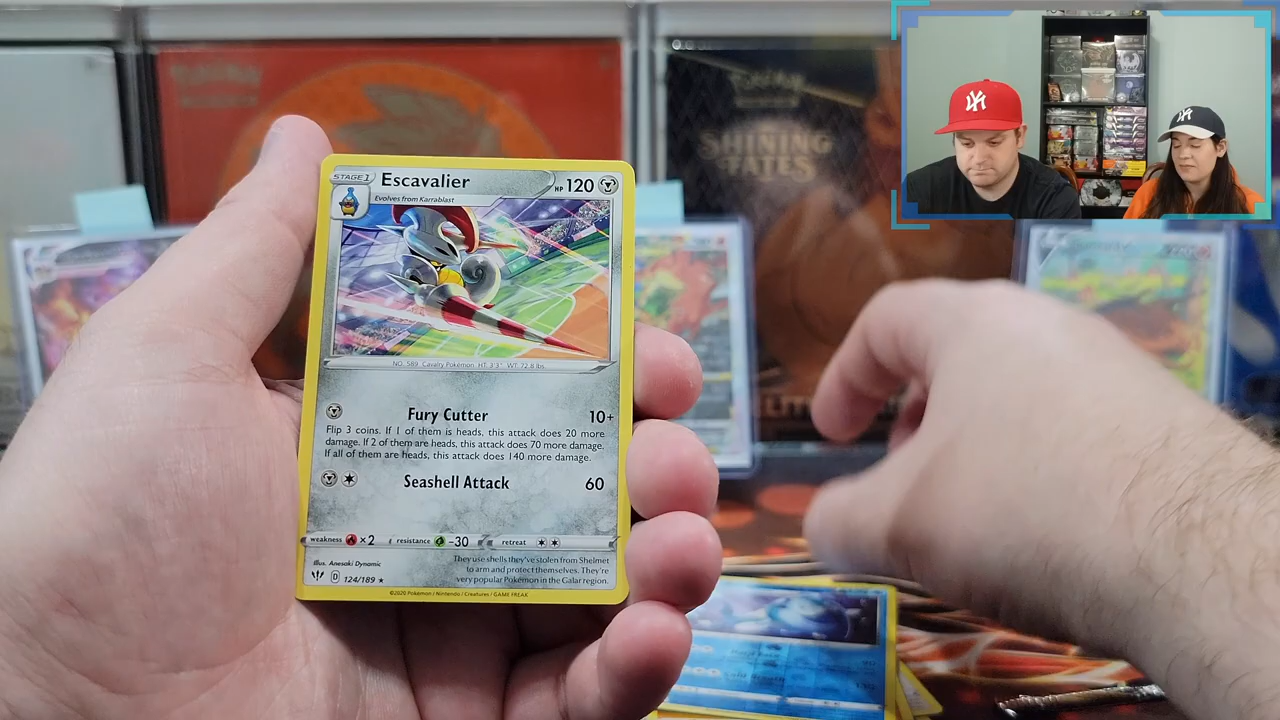 POKÉMON
POKÉMON
SHINING
FATES
STAGE 1
Escavalier
HP 120
Evolves from Karrablast
NO. 589 Cavalry Pokémon HT: 3'3" WT: 72.8 lbs.
Fury Cutter 10+
Flip 3 coins. If 1 of them is heads, this attack does 20 more
damage. If 2 of them are heads, this attack does 70 more damage.
If all of them are heads, this attack does 140 more damage.
Seashell Attack 60
weakness ×2 resistance -30 retreat
Illus. Anesaki Dynamic
D 124/189 ★
They use shells they've stolen from Shelmet
to arm and protect themselves. They're
very popular Pokémon in the Galar region.
©2020 Pokémon / Nintendo / Creatures / GAME FREAK